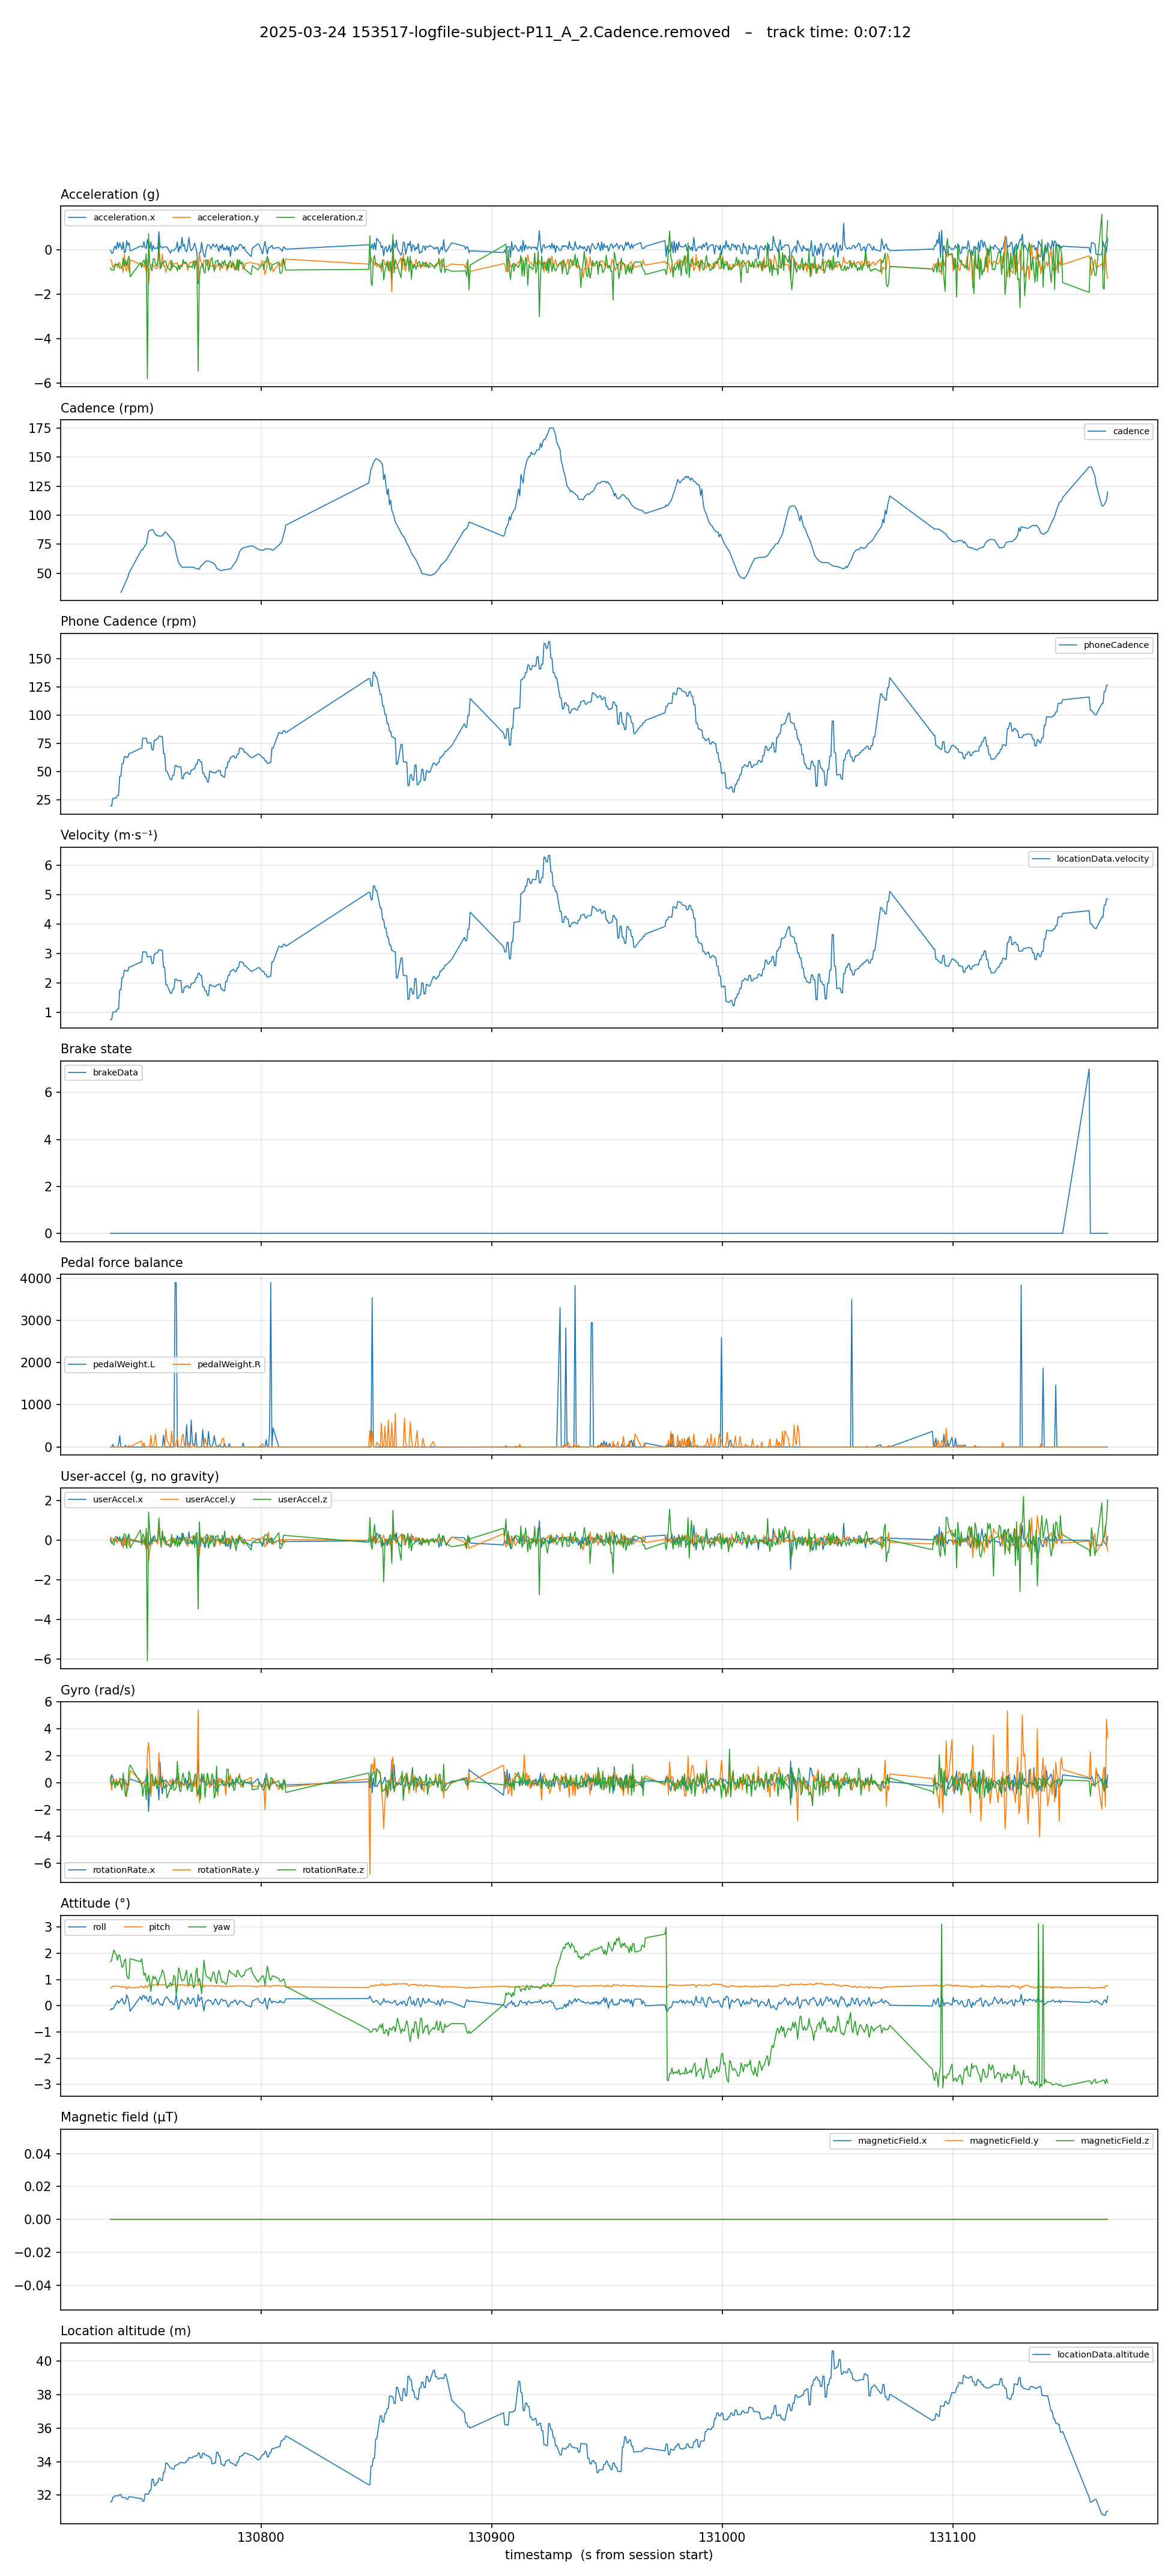 2025-03-24 153517-logfile-subject-P11_A_2.Cadence.removed – track time: 0:07:12
Acceleration (g)
acceleration.x acceleration.y acceleration.z
0
−2
−4
−6
Cadence (rpm)
cadence
175
150
125
100
75
50
Phone Cadence (rpm)
phoneCadence
150
125
100
75
50
25
Velocity (m·s⁻¹)
locationData.velocity
6
5
4
3
2
1
Brake state
brakeData
6
4
2
0
Pedal force balance
4000
3000
2000
pedalWeight.L pedalWeight.R
1000
0
User-accel (g, no gravity)
userAccel.x userAccel.y userAccel.z
2
0
−2
−4
−6
Gyro (rad/s)
6
4
2
0
−2
−4
−6
rotationRate.x rotationRate.y rotationRate.z
Attitude (°)
roll pitch yaw
3
2
1
0
−1
−2
−3
Magnetic field (µT)
magneticField.x magneticField.y magneticField.z
0.04
0.02
0.00
−0.02
−0.04
Location altitude (m)
locationData.altitude
40
38
36
34
32
130800 130900 131000 131100
timestamp (s from session start)